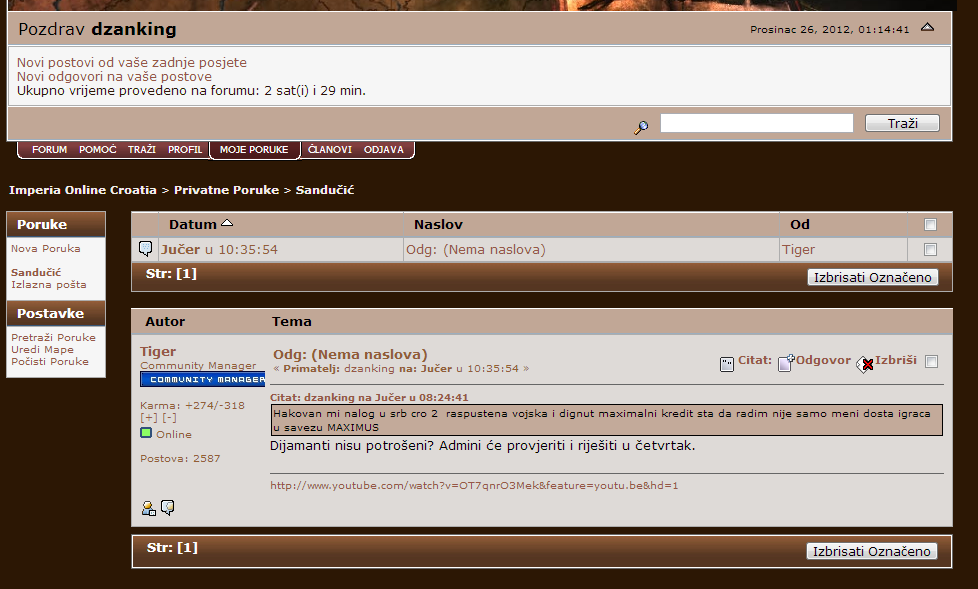 Pozdrav dzanking
Prosinac 26, 2012, 01:14:41
Novi postovi od vaše zadnje posjete
Novi odgovori na vaše postove
Ukupno vrijeme provedeno na forumu: 2 sat(i) i 29 min.
Traži
FORUM POMOĆ TRAŽI PROFIL MOJE PORUKE ČLANOVI ODJAVA
Imperia Online Croatia > Privatne Poruke > Sandučić
Poruke
Nova Poruka
Sandučić
Izlazna pošta
Postavke
Pretraži Poruke
Uredi Mape
Počisti Poruke
Datum Naslov Od
Jučer u 10:35:54 Odg: (Nema naslova) Tiger
Str: [1] Izbrisati Označeno
Autor Tema
Tiger
Community Manager
COMMUNITY MANAGER
Karma: +274/-318
[+] [-]
Online
Postova: 2587
Odg: (Nema naslova)
« Primatelj: dzanking na: Jučer u 10:35:54 »
Citat: Odgovor Izbriši
Citat: dzanking na Jučer u 08:24:41
Hakovan mi nalog u srb cro 2 raspustena vojska i dignut maximalni kredit sta da radim nije samo meni dosta igraca
u savezu MAXIMUS
Dijamanti nisu potrošeni? Admini će provjeriti i riješiti u četvrtak.
http://www.youtube.com/watch?v=OT7qnrO3Mek&feature=youtu.be&hd=1
Str: [1] Izbrisati Označeno